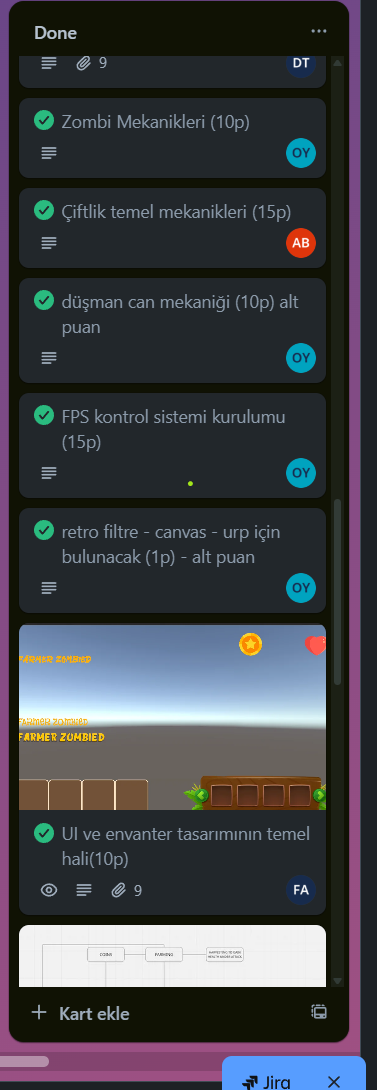 Done
9
DT
Zombi Mekanikleri (10p)
OY
Çiftlik temel mekanikleri (15p)
AB
düşman can mekaniği (10p) alt
puan
OY
FPS kontrol sistemi kurulumu
(15p)
OY
retro filtre - canvas - urp için
bulunacak (1p) - alt puan
OY
FARMER ZOMBIED
FARMER ZOMBIED
FARMER ZOMBIED
UI ve envanter tasarımının temel
hali(10p)
9
FA
COINS
FARMING
Kart ekle
Jira